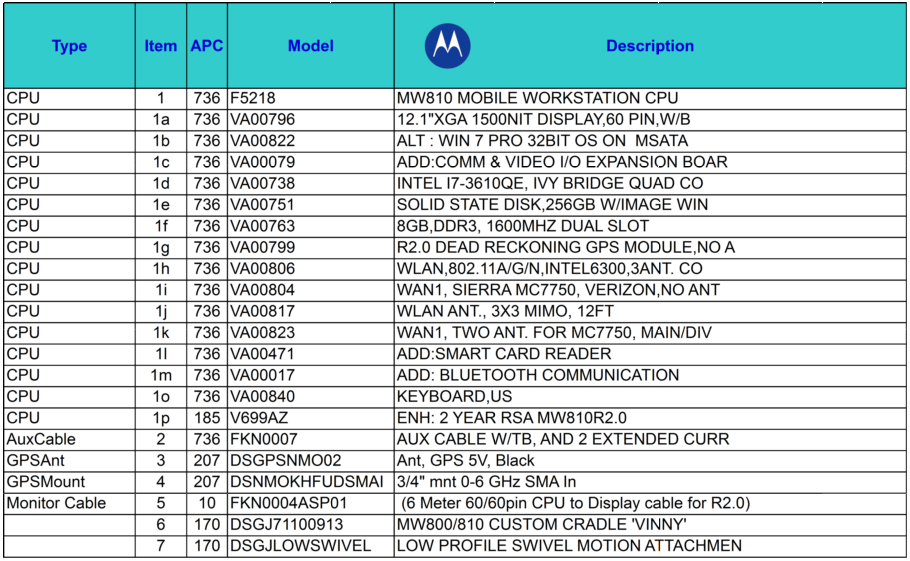 Type Item APC Model Description
CPU 1 736 F5218 MW810 MOBILE WORKSTATION CPU
CPU 1a 736 VA00796 12.1"XGA 1500NIT DISPLAY,60 PIN,W/B
CPU 1b 736 VA00822 ALT : WIN 7 PRO 32BIT OS ON MSATA
CPU 1c 736 VA00079 ADD:COMM & VIDEO I/O EXPANSION BOAR
CPU 1d 736 VA00738 INTEL I7-3610QE, IVY BRIDGE QUAD CO
CPU 1e 736 VA00751 SOLID STATE DISK,256GB W/IMAGE WIN
CPU 1f 736 VA00763 8GB,DDR3, 1600MHZ DUAL SLOT
CPU 1g 736 VA00799 R2.0 DEAD RECKONING GPS MODULE,NO A
CPU 1h 736 VA00806 WLAN,802.11A/G/N,INTEL6300,3ANT. CO
CPU 1i 736 VA00804 WAN1, SIERRA MC7750, VERIZON,NO ANT
CPU 1j 736 VA00817 WLAN ANT., 3X3 MIMO, 12FT
CPU 1k 736 VA00823 WAN1, TWO ANT. FOR MC7750, MAIN/DIV
CPU 1l 736 VA00471 ADD:SMART CARD READER
CPU 1m 736 VA00017 ADD: BLUETOOTH COMMUNICATION
CPU 1o 736 VA00840 KEYBOARD,US
CPU 1p 185 V699AZ ENH: 2 YEAR RSA MW810R2.0
AuxCable 2 736 FKN0007 AUX CABLE W/TB, AND 2 EXTENDED CURR
GPSAnt 3 207 DSGPSNMO02 Ant, GPS 5V, Black
GPSMount 4 207 DSNMOKHFUDSMAI 3/4" mnt 0-6 GHz SMA In
Monitor Cable 5 10 FKN0004ASP01 (6 Meter 60/60pin CPU to Display cable for R2.0)
6 170 DSGJ71100913 MW800/810 CUSTOM CRADLE 'VINNY'
7 170 DSGJLOWSWIVEL LOW PROFILE SWIVEL MOTION ATTACHMEN